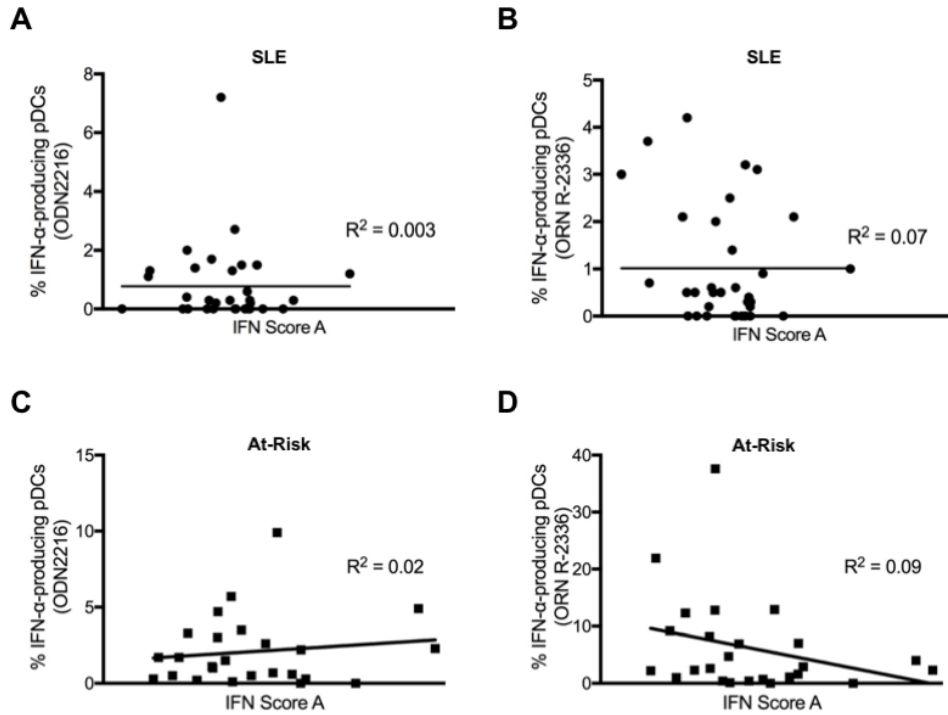 A
SLE
% IFN-α-producing pDCs
(ODN2216)
8
6
4
2
0
R² = 0.003
IFN Score A
B
SLE
% IFN-α-producing pDCs
(ORN R-2336)
5
4
3
2
1
0
R² = 0.07
IFN Score A
C
At-Risk
% IFN-α-producing pDCs
(ODN2216)
15
10
5
0
R² = 0.02
IFN Score A
D
At-Risk
% IFN-α-producing pDCs
(ORN R-2336)
40
30
20
10
0
R² = 0.09
IFN Score A